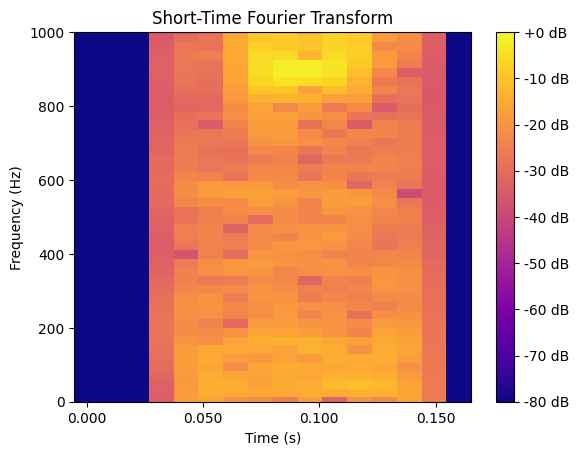 Short-Time Fourier Transform
1000
800
600
400
200
0
Frequency (Hz)
0.000
0.050
0.100
0.150
Time (s)
+0 dB
-10 dB
-20 dB
-30 dB
-40 dB
-50 dB
-60 dB
-70 dB
-80 dB